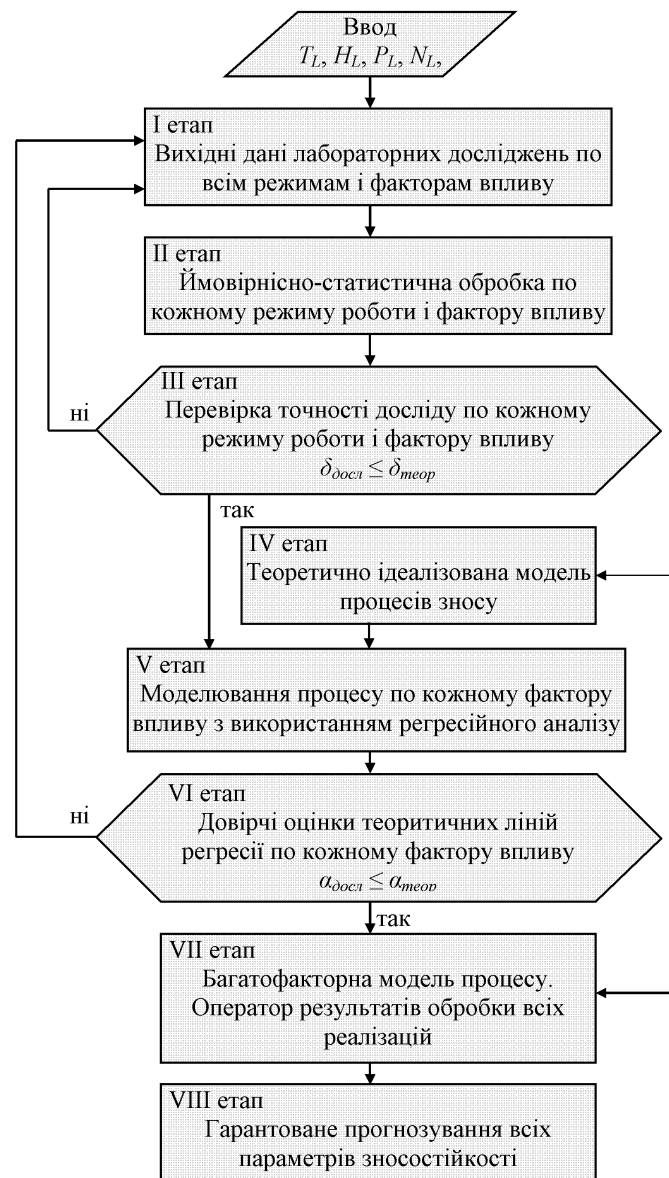 Ввод
T_L, H_L, P_L, N_L,
I етап
Вихідні дані лабораторних досліджень по
всім режимам і факторам впливу
II етап
Ймовірнісно-статистична обробка по
кожному режиму роботи і фактору впливу
III етап
Перевірка точності досліду по кожному
режиму роботи і фактору впливу
δ_досл ≤ δ_теор
ні
так
IV етап
Теоретично ідеалізована модель
процесів зносу
V етап
Моделювання процесу по кожному фактору
впливу з використанням регресійного аналізу
VI етап
Довірчі оцінки теоритичних ліній
регресії по кожному фактору впливу
α_досл ≤ α_теор
ні
так
VII етап
Багатофакторна модель процесу.
Оператор результатів обробки всіх
реалізацій
VIII етап
Гарантоване прогнозування всіх
параметрів зносостійкості